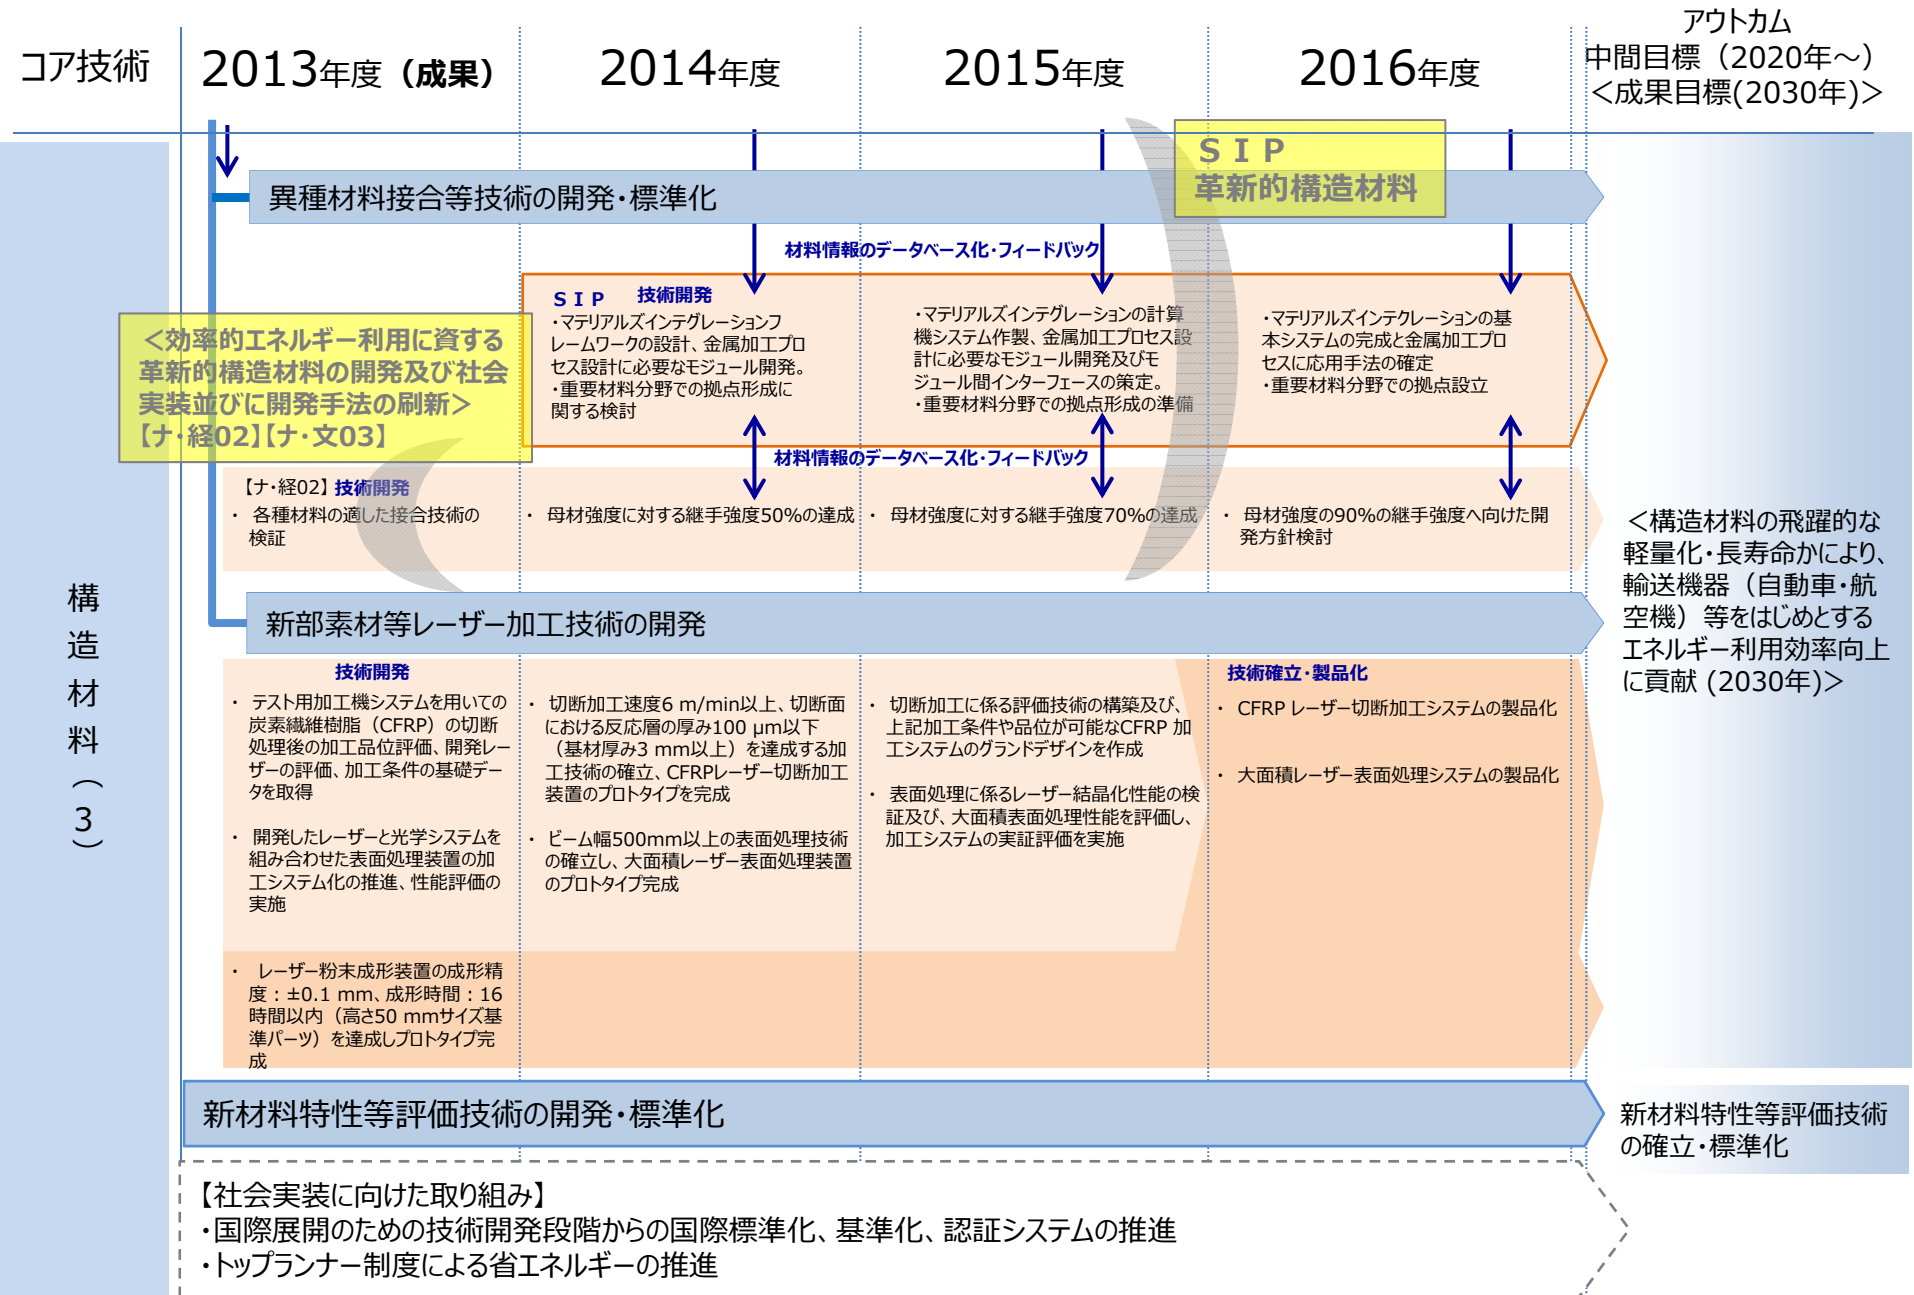 コア技術
2013年度（成果）
2014年度
2015年度
2016年度
アウトカム
中間目標（2020年～）
＜成果目標(2030年)＞
構造材料（3）
異種材料接合等技術の開発・標準化
ＳＩＰ
革新的構造材料
材料情報のデータベース化・フィードバック
＜効率的エネルギー利用に資する
革新的構造材料の開発及び社会
実装並びに開発手法の刷新＞
【ナ・経02】【ナ・文03】
ＳＩＰ 技術開発
・マテリアルズインテグレーションフ
レームワークの設計、金属加工プロ
セス設計に必要なモジュール開発。
・重要材料分野での拠点形成に
関する検討
・マテリアルズインテグレーションの計算
機システム作製、金属加工プロセス設
計に必要なモジュール開発及びモ
ジュール間インターフェースの策定。
・重要材料分野での拠点形成の準備
・マテリアルズインテクレーションの基
本システムの完成と金属加工プロ
セスに応用手法の確定
・重要材料分野での拠点設立
材料情報のデータベース化・フィードバック
【ナ・経02】技術開発
・ 各種材料の適した接合技術の
検証
・ 母材強度に対する継手強度50%の達成
・ 母材強度に対する継手強度70%の達成
・ 母材強度の90%の継手強度へ向けた開
発方針検討
新部素材等レーザー加工技術の開発
技術開発
・ テスト用加工機システムを用いての
炭素繊維樹脂（CFRP）の切断
処理後の加工品位評価、開発レー
ザーの評価、加工条件の基礎デー
タを取得
・ 開発したレーザーと光学システムを
組み合わせた表面処理装置の加
工システム化の推進、性能評価の
実施
・ レーザー粉末成形装置の成形精
度：±0.1 mm、成形時間：16
時間以内（高さ50 mmサイズ基
準パーツ）を達成しプロトタイプ完
成
・ 切断加工速度6 m/min以上、切断面
における反応層の厚み100 μm以下
（基材厚み3 mm以上）を達成する加
工技術の確立、CFRPレーザー切断加工
装置のプロトタイプを完成
・ ビーム幅500mm以上の表面処理技術
の確立し、大面積レーザー表面処理装置
のプロトタイプ完成
・ 切断加工に係る評価技術の構築及び、
上記加工条件や品位が可能なCFRP 加
工システムのグランドデザインを作成
・ 表面処理に係るレーザー結晶化性能の検
証及び、大面積表面処理性能を評価し、
加工システムの実証評価を実施
技術確立・製品化
・ CFRP レーザー切断加工システムの製品化
・ 大面積レーザー表面処理システムの製品化
＜構造材料の飛躍的な
軽量化・長寿命かにより、
輸送機器（自動車・航
空機）等をはじめとする
エネルギー利用効率向上
に貢献 (2030年)＞
新材料特性等評価技術の開発・標準化
新材料特性等評価技術
の確立・標準化
【社会実装に向けた取り組み】
・国際展開のための技術開発段階からの国際標準化、基準化、認証システムの推進
・トップランナー制度による省エネルギーの推進